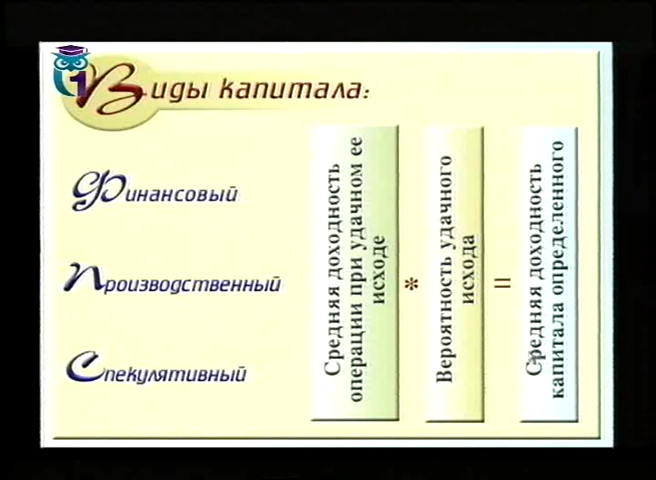 1
Виды капитала:
Финансовый
Производственный
Спекулятивный
Средняя доходность
операции при удачном ее
исходе
*
Вероятность удачного
исхода
=
Средняя доходность
капитала определенного